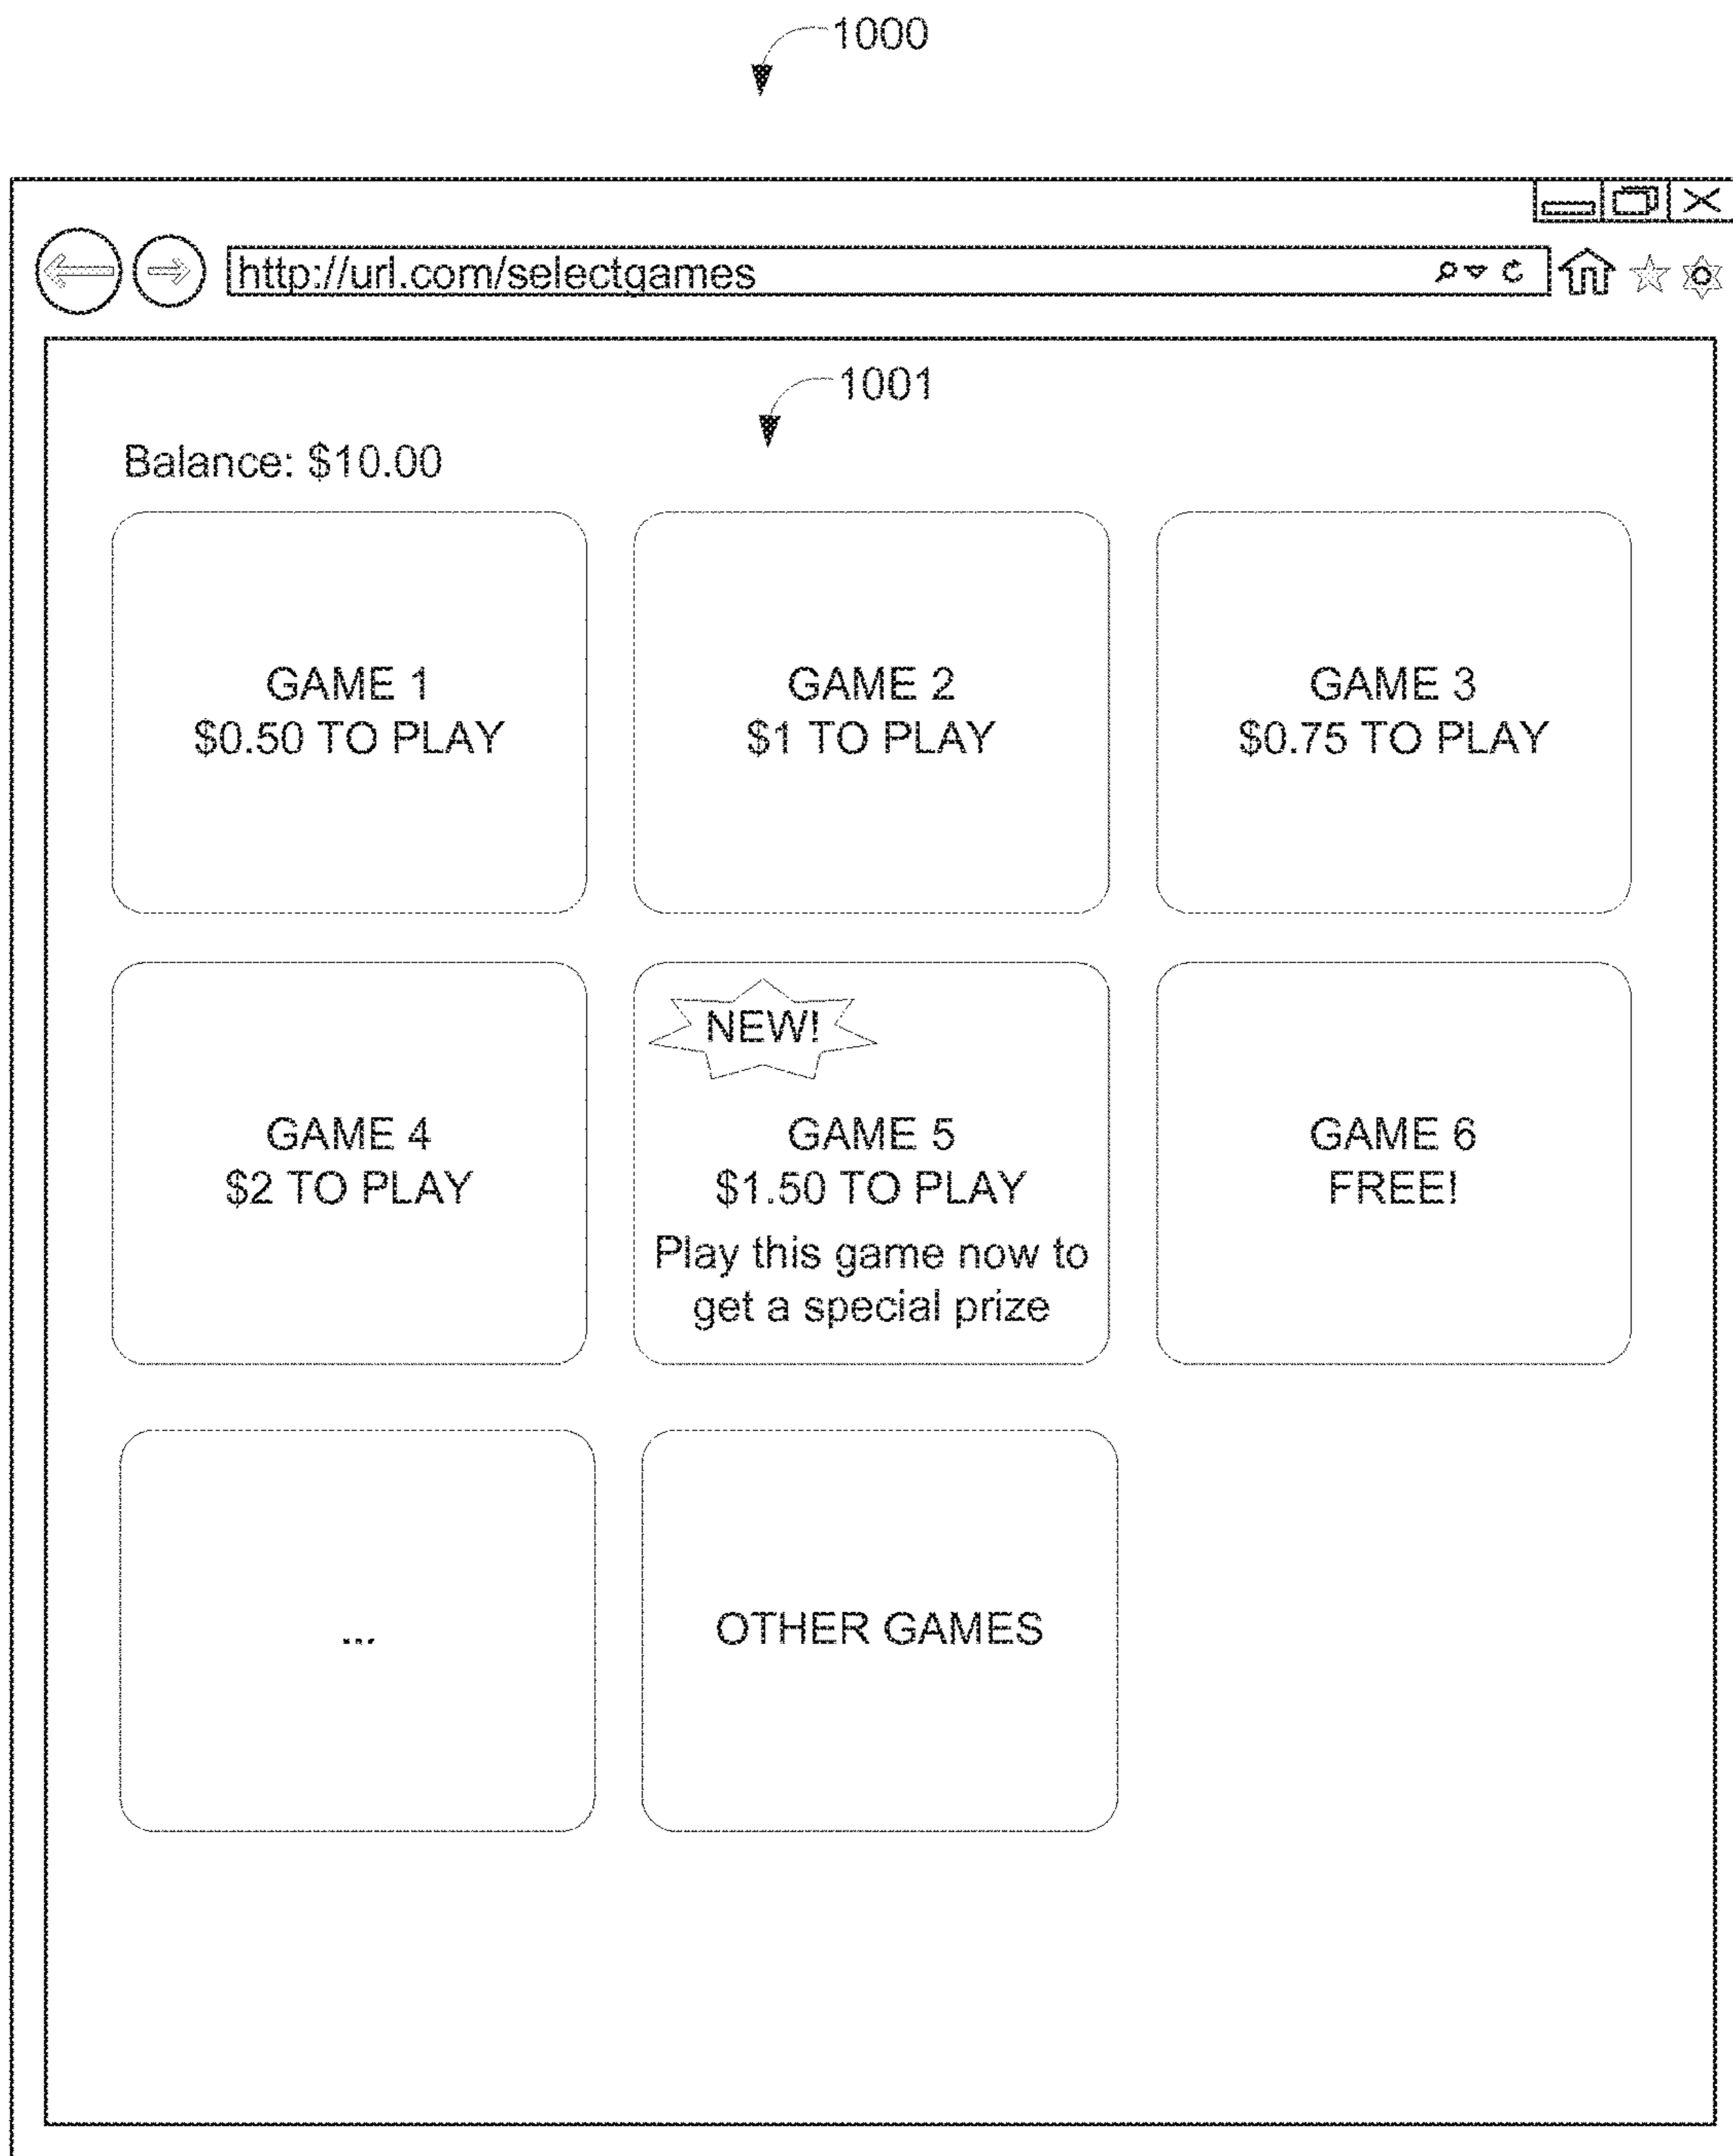 1000
http://url.com/selectgames
1001
Balance: $10.00
GAME 1
$0.50 TO PLAY
GAME 2
$1 TO PLAY
GAME 3
$0.75 TO PLAY
GAME 4
$2 TO PLAY
NEW!
GAME 5
$1.50 TO PLAY
Play this game now to
get a special prize
GAME 6
FREE!
...
OTHER GAMES